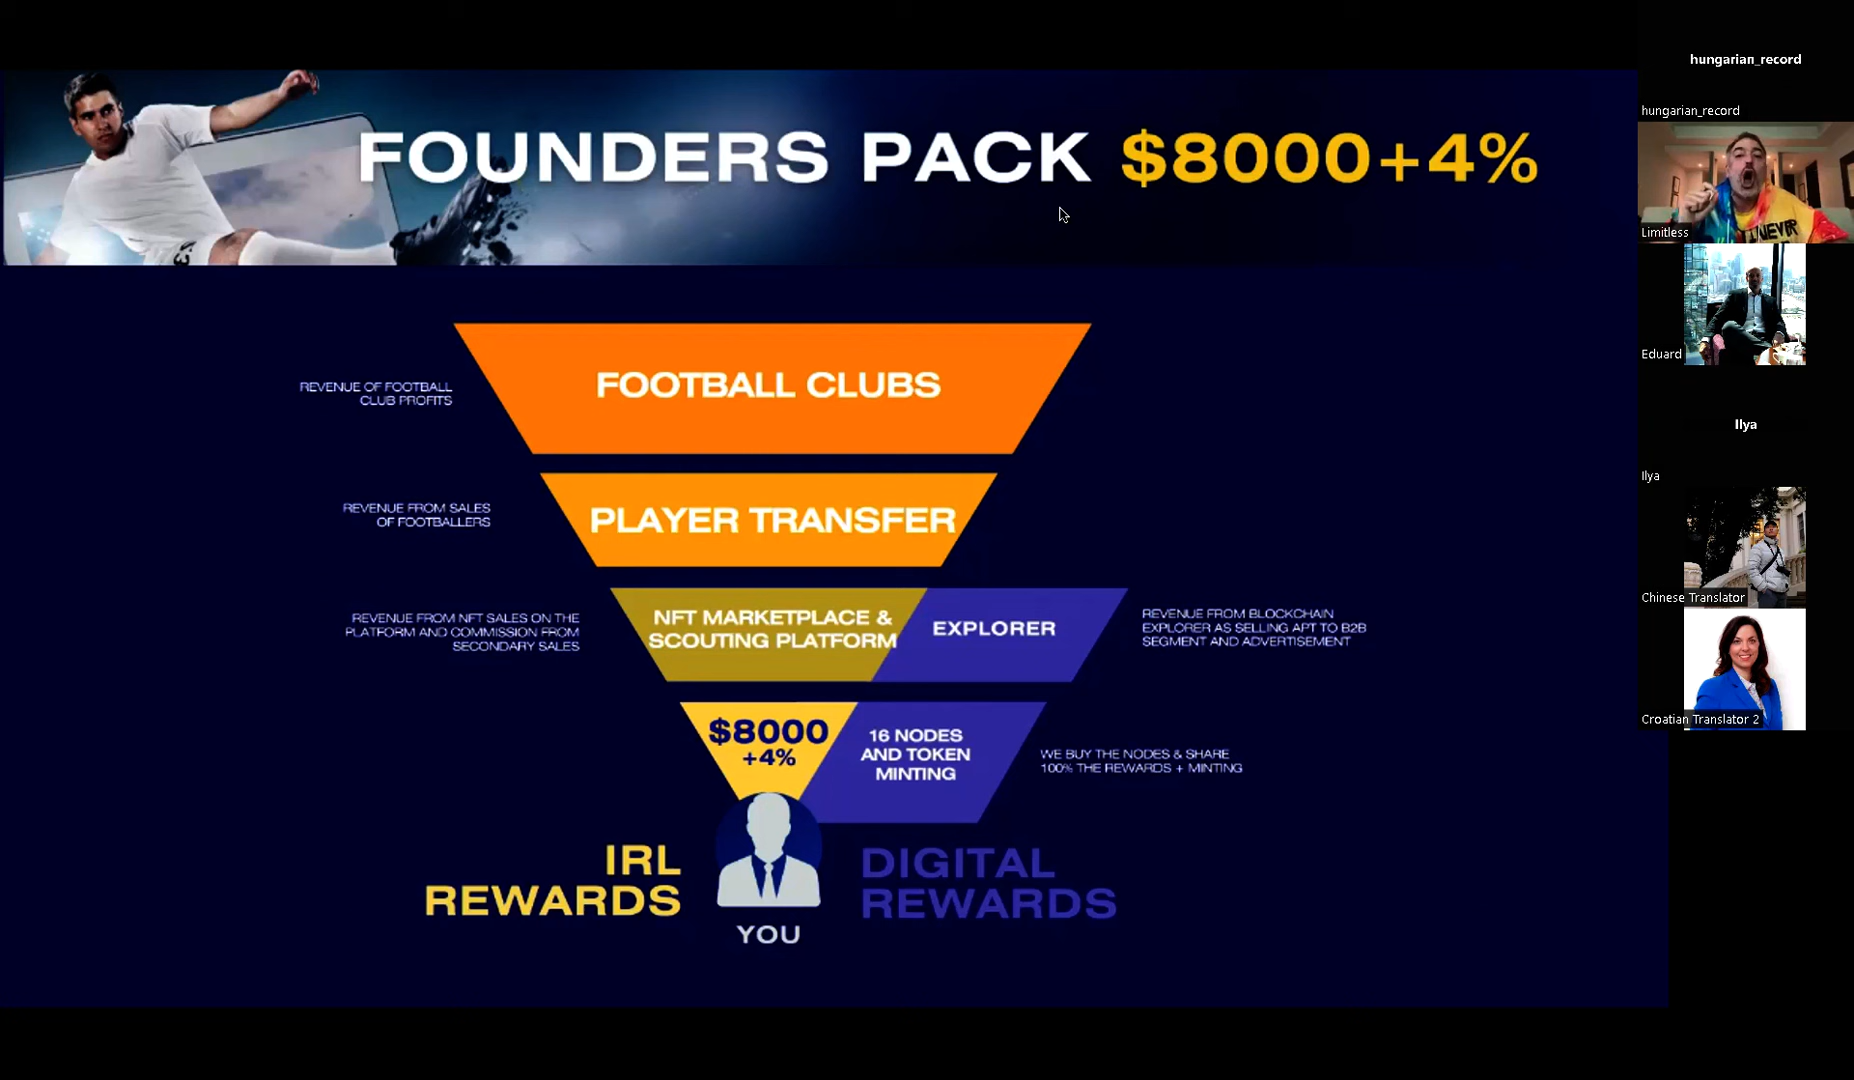 FOUNDERS PACK $8000+4%
FOOTBALL CLUBS
REVENUE OF FOOTBALL
CLUB PROFITS
PLAYER TRANSFER
REVENUE FROM SALES
OF FOOTBALLERS
NFT MARKETPLACE &
SCOUTING PLATFORM
REVENUE FROM NFT SALES ON THE
PLATFORM AND COMMISSION FROM
SECONDARY SALES
EXPLORER
REVENUE FROM BLOCKCHAIN
EXPLORER AS SELLING APT TO B2B
SEGMENT AND ADVERTISEMENT
$8000
+4%
16 NODES
AND TOKEN
MINTING
WE BUY THE NODES & SHARE
100% THE REWARDS + MINTING
IRL
REWARDS
YOU
DIGITAL
REWARDS
hungarian_record
hungarian_record
NEVER
Limitless
Eduard
Ilya
Ilya
Chinese Translator
Croatian Translator 2